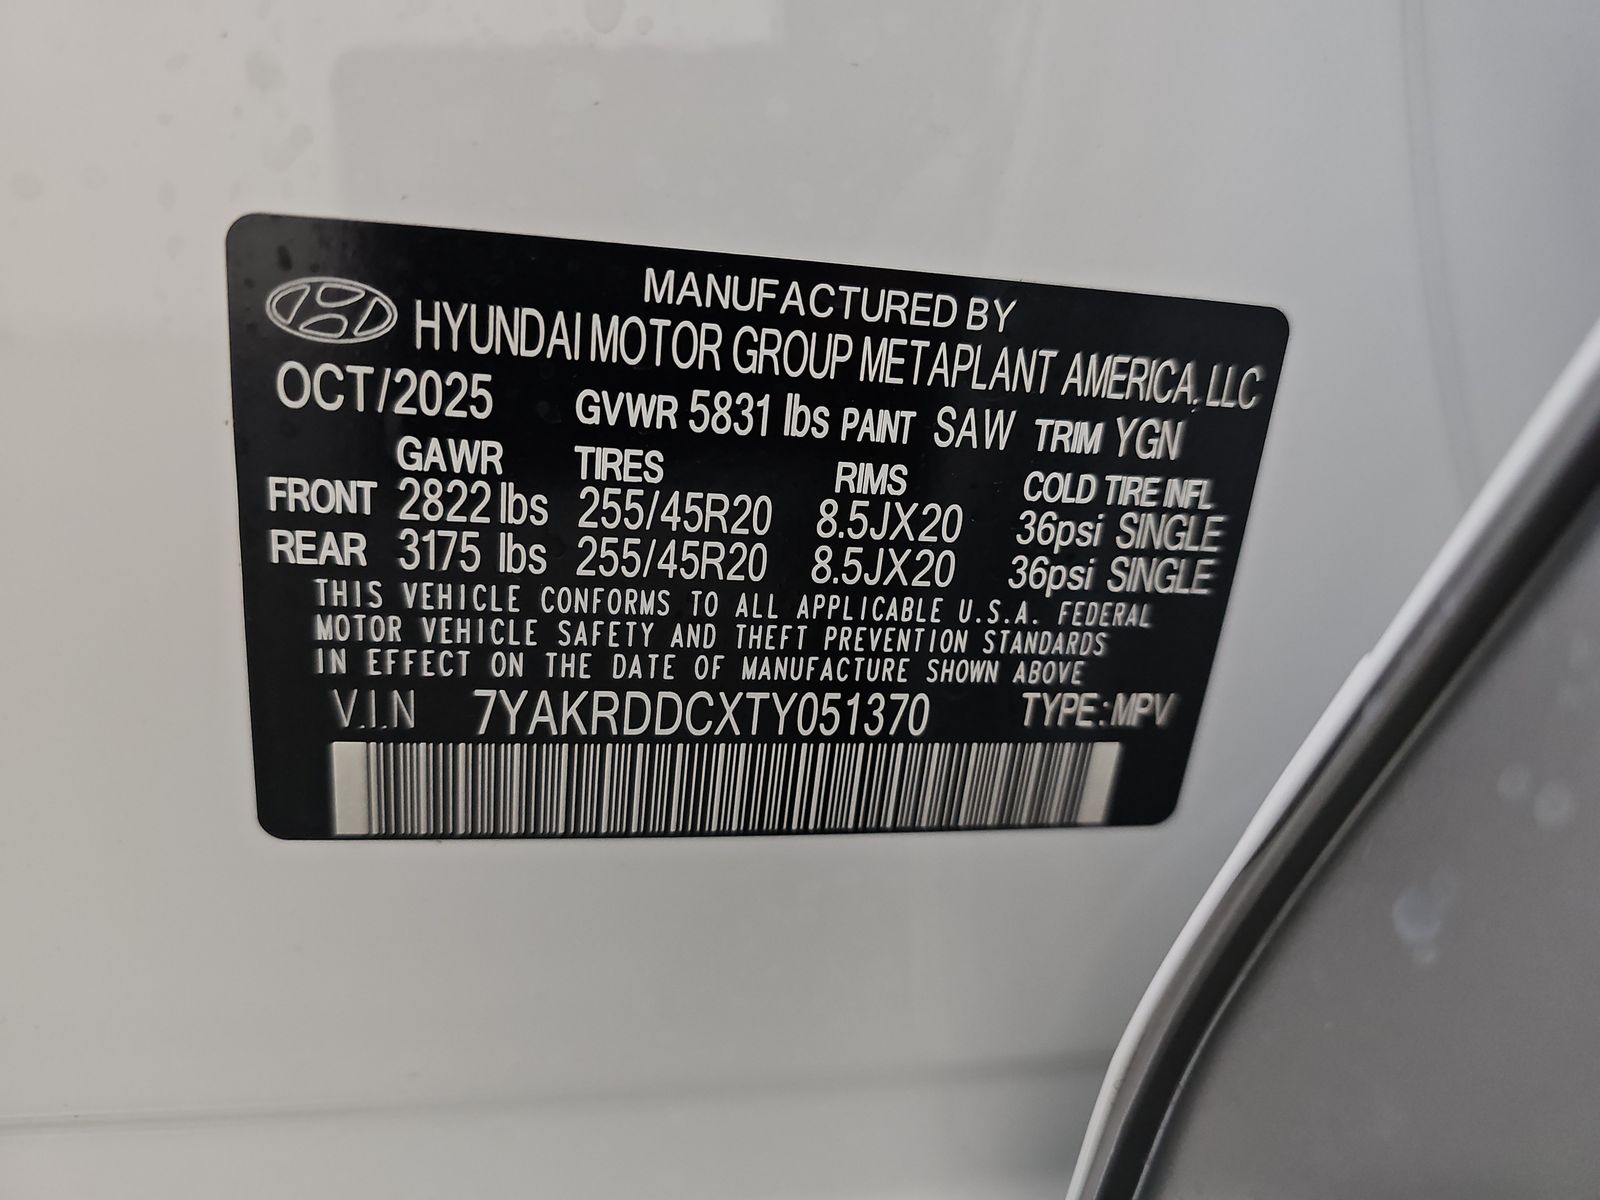 MANUFACTURED BY
HYUNDAI MOTOR GROUP METAPLANT AMERICA, LLC
OCT/2025 GVWR 5831 lbs PAINT SAW TRIM YGN
GAWR TIRES RIMS COLD TIRE INFL
FRONT 2822 lbs 255/45R20 8.5JX20 36psi SINGLE
REAR 3175 lbs 255/45R20 8.5JX20 36psi SINGLE
THIS VEHICLE CONFORMS TO ALL APPLICABLE U.S.A. FEDERAL
MOTOR VEHICLE SAFETY AND THEFT PREVENTION STANDARDS
IN EFFECT ON THE DATE OF MANUFACTURE SHOWN ABOVE
V.I.N 7YAKRDDCXTY051370 TYPE:MPV